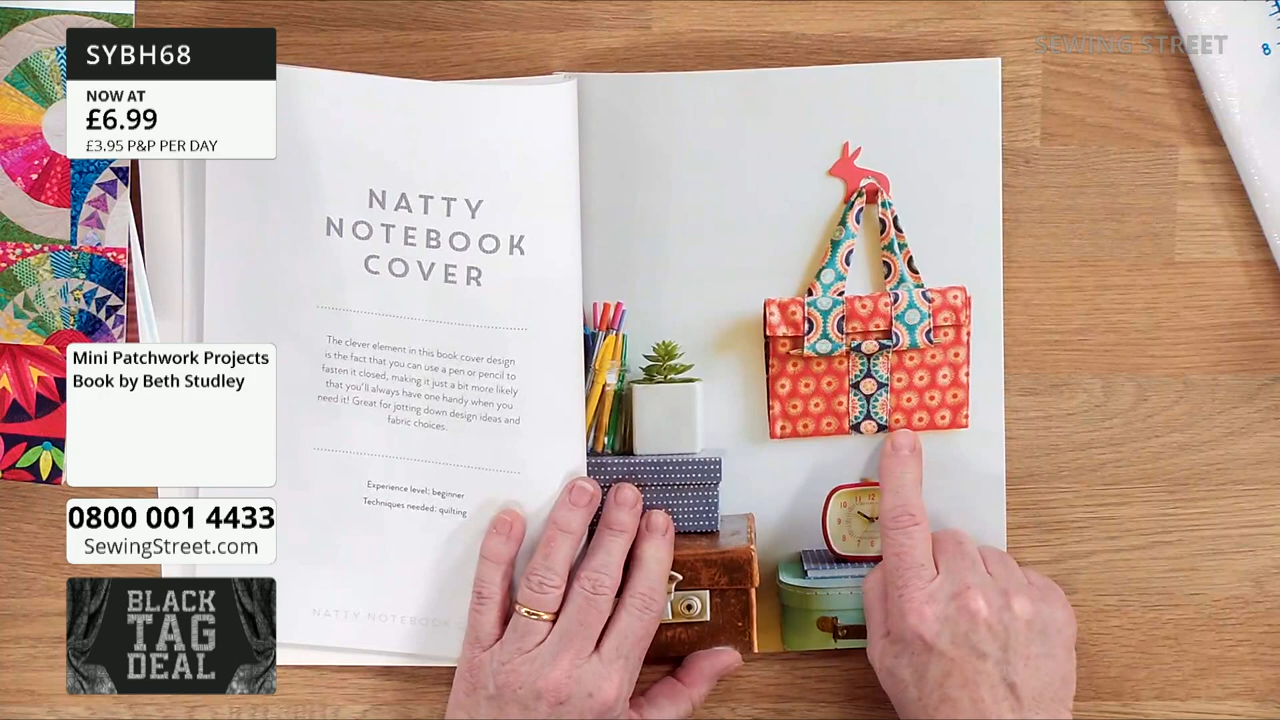 SYBH68
NOW AT
£6.99
£3.95 P&P PER DAY
SEWING STREET
NATTY
NOTEBOOK
COVER
The clever element in this book cover design
is the fact that you can use a pen or pencil to
fasten it closed, making it just a bit more likely
that you'll always have one handy when you
need it! Great for jotting down design ideas and
fabric choices.
Experience level: beginner
Techniques needed: quilting
NATTY NOTEBOOK
Mini Patchwork Projects
Book by Beth Studley
0800 001 4433
SewingStreet.com
BLACK
TAG
DEAL